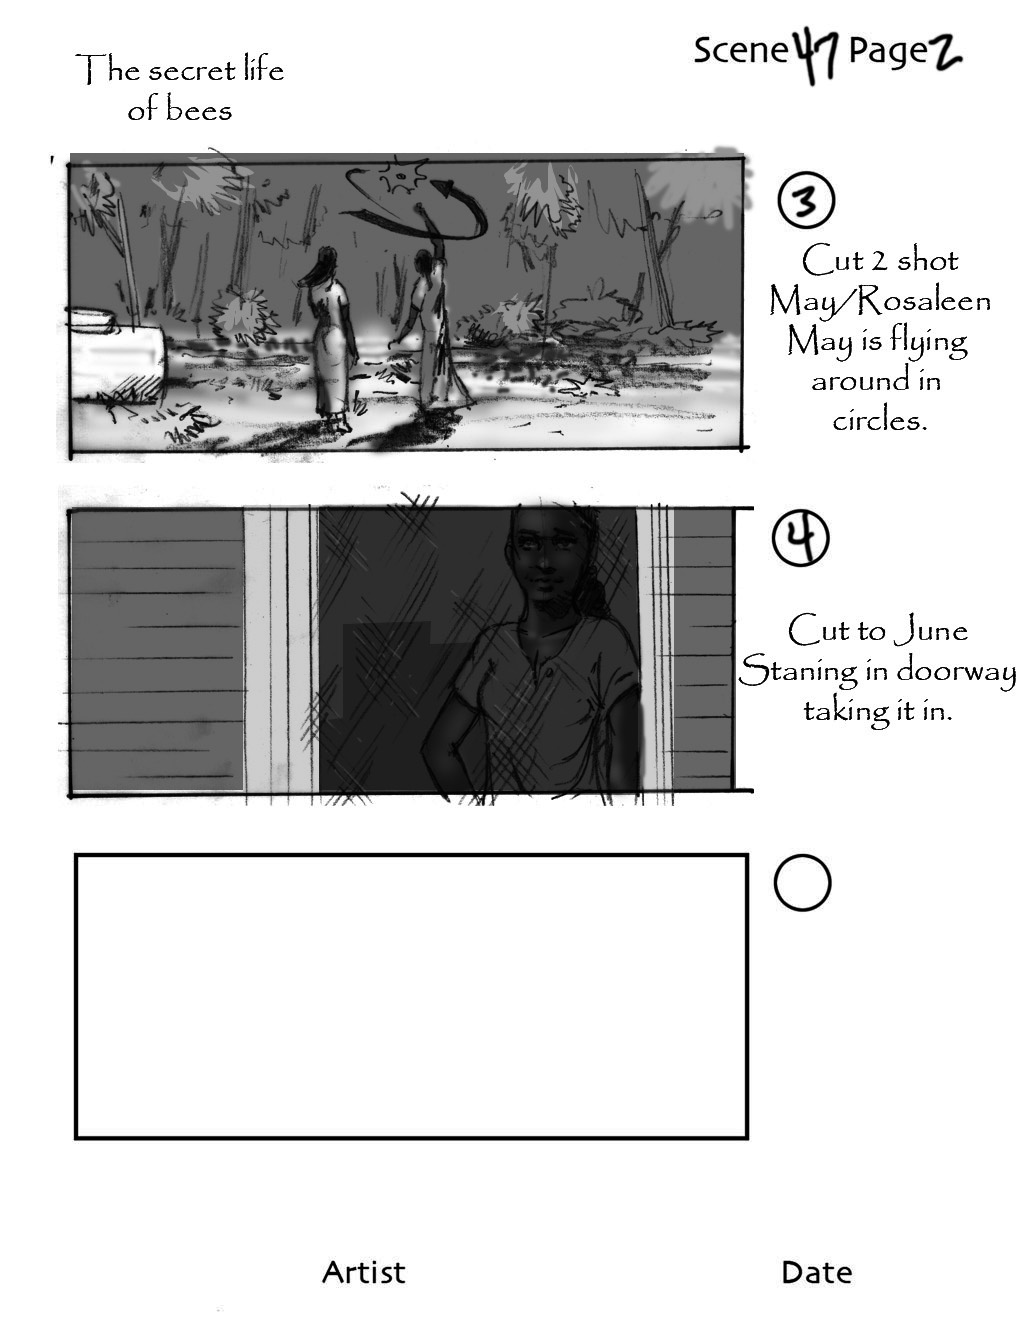 Scene 47 Page 2
The secret life
of bees
3
Cut 2 shot
May/Rosaleen
May is flying
around in
circles.
4
Cut to June
Staning in doorway
taking it in.
Artist
Date